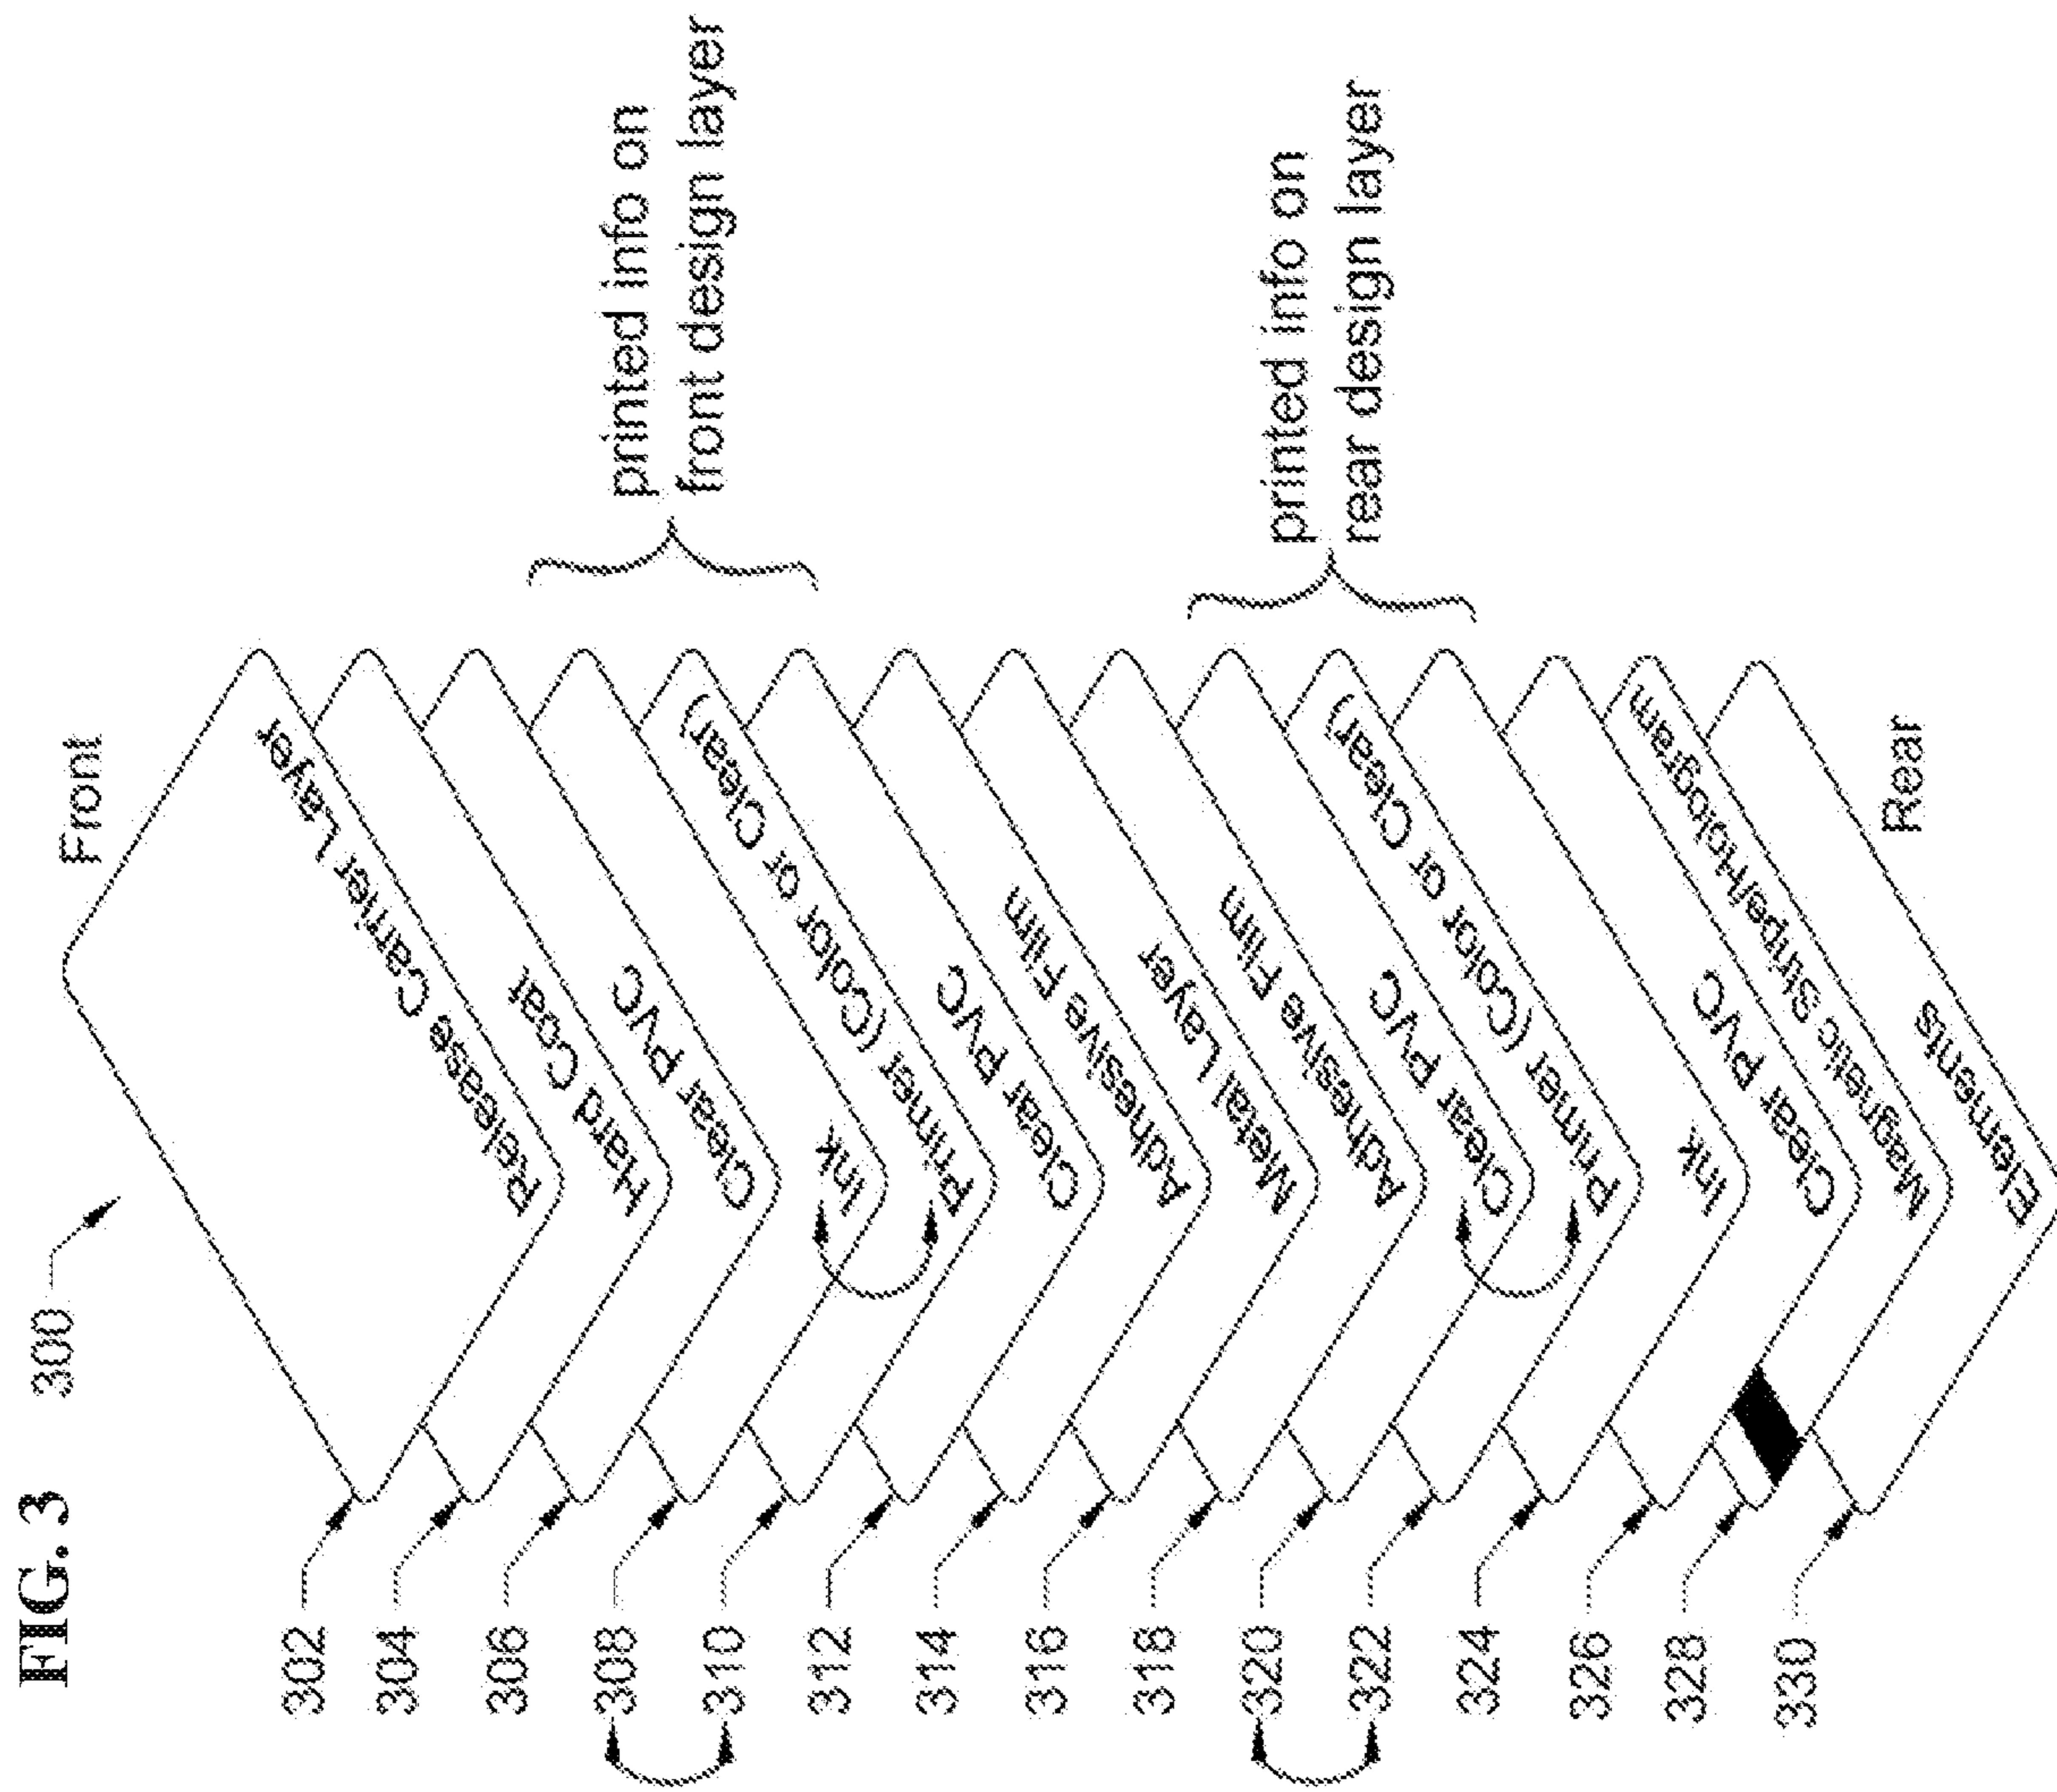 FIG. 3
300
Front
302
304
306
308
310
312
314
316
318
320
322
324
326
328
330
Release Carrier Layer
Hard Coat
Clear PVC
Ink
Primer (Color or Clear)
Clear PVC
Adhesive Film
Metal Layer
Adhesive Film
Clear PVC
Primer (Color or Clear)
Ink
Clear PVC
Magnetic Stripe/Hologram
Elements
Rear
printed info on
front design layer
printed info on
rear design layer